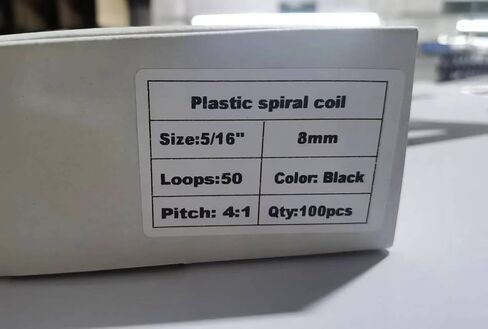 Plastic spiral coil
Size:5/16" 8mm
Loops:50 Color: Black
Pitch: 4:1 Qty:100pcs